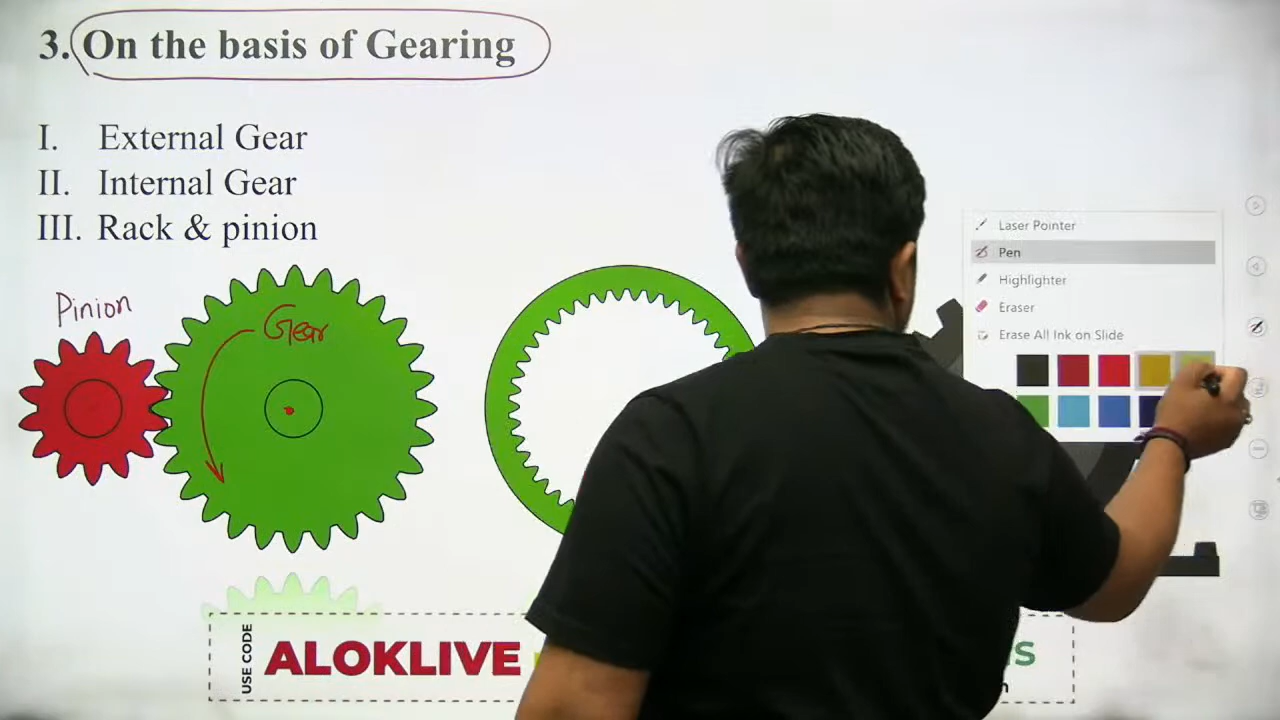 3. On the basis of Gearing
I. External Gear
II. Internal Gear
III. Rack & pinion
Pinion
Gear
Laser Pointer
Pen
Highlighter
Eraser
Erase All Ink on Slide
USE CODE
ALOKLIVE